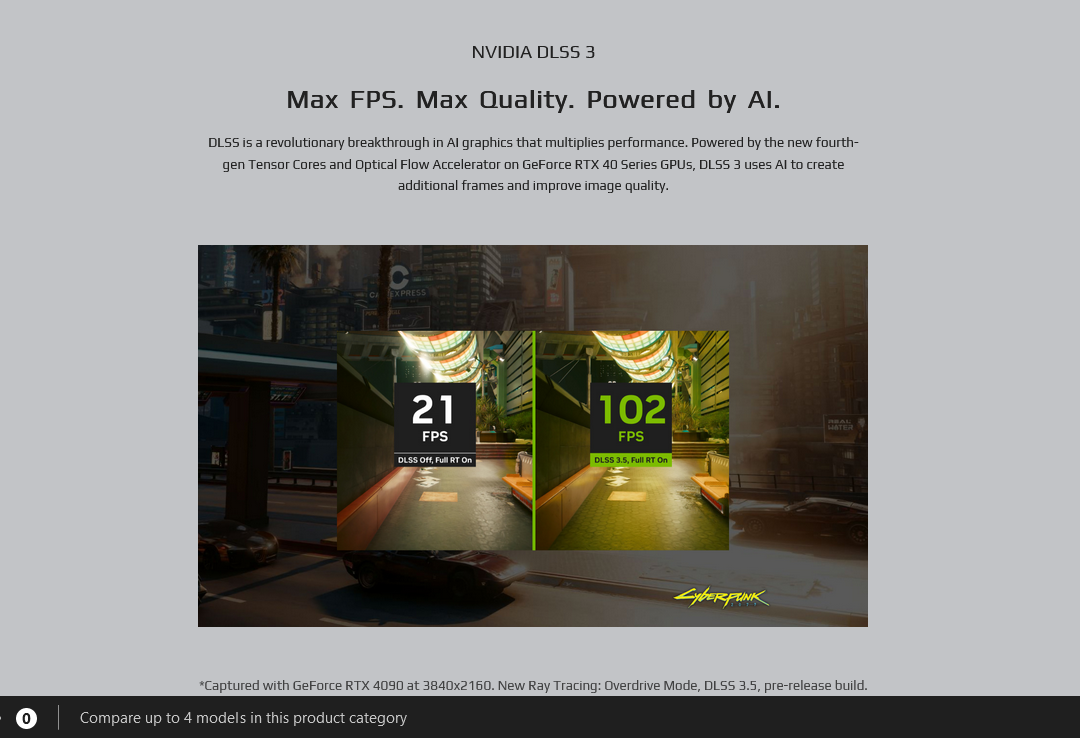 NVIDIA DLSS 3
Max FPS. Max Quality. Powered by AI.
DLSS is a revolutionary breakthrough in AI graphics that multiplies performance. Powered by the new fourth-
gen Tensor Cores and Optical Flow Accelerator on GeForce RTX 40 Series GPUs, DLSS 3 uses AI to create
additional frames and improve image quality.
21
FPS
DLSS Off, Full RT On
102
FPS
DLSS 3.5, Full RT On
REAL
WATER
Cyberpunk
*Captured with GeForce RTX 4090 at 3840x2160. New Ray Tracing: Overdrive Mode, DLSS 3.5, pre-release build.
0
Compare up to 4 models in this product category